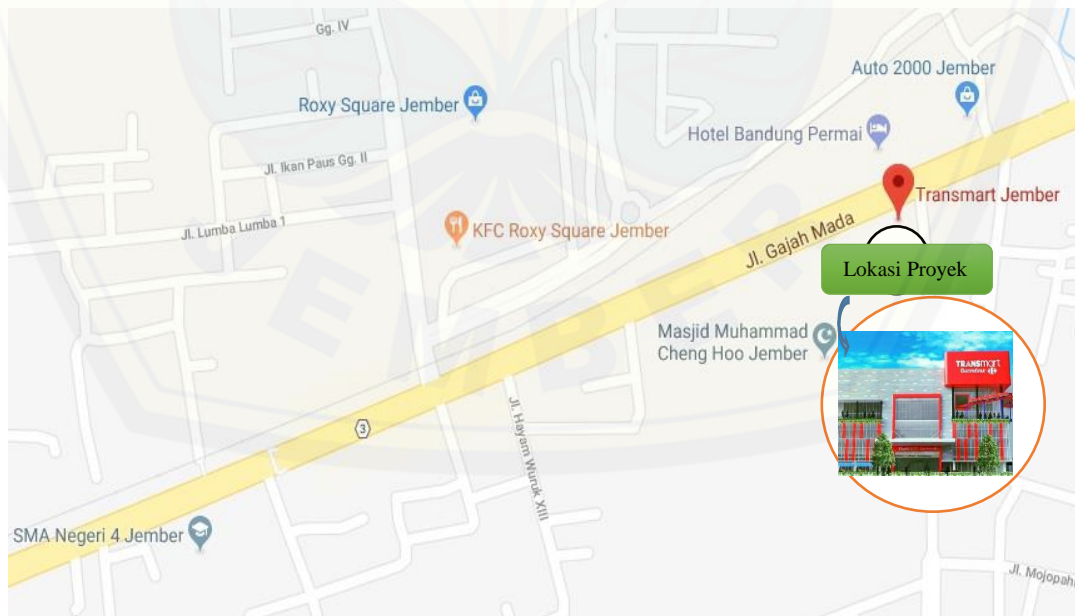 Gg. IV
Auto 2000 Jember
Roxy Square Jember
Hotel Bandung Permai
Jl. Ikan Paus Gg. II
Transmart Jember
Jl. Lumba Lumba 1
KFC Roxy Square Jember
Jl. Gajah Mada
Lokasi Proyek
Masjid Muhammad
Cheng Hoo Jember
TRANSmart
Carrefour
Jl. Hayam Wuruk XIII
3
SMA Negeri 4 Jember
Jl. Mojopah
EMBER